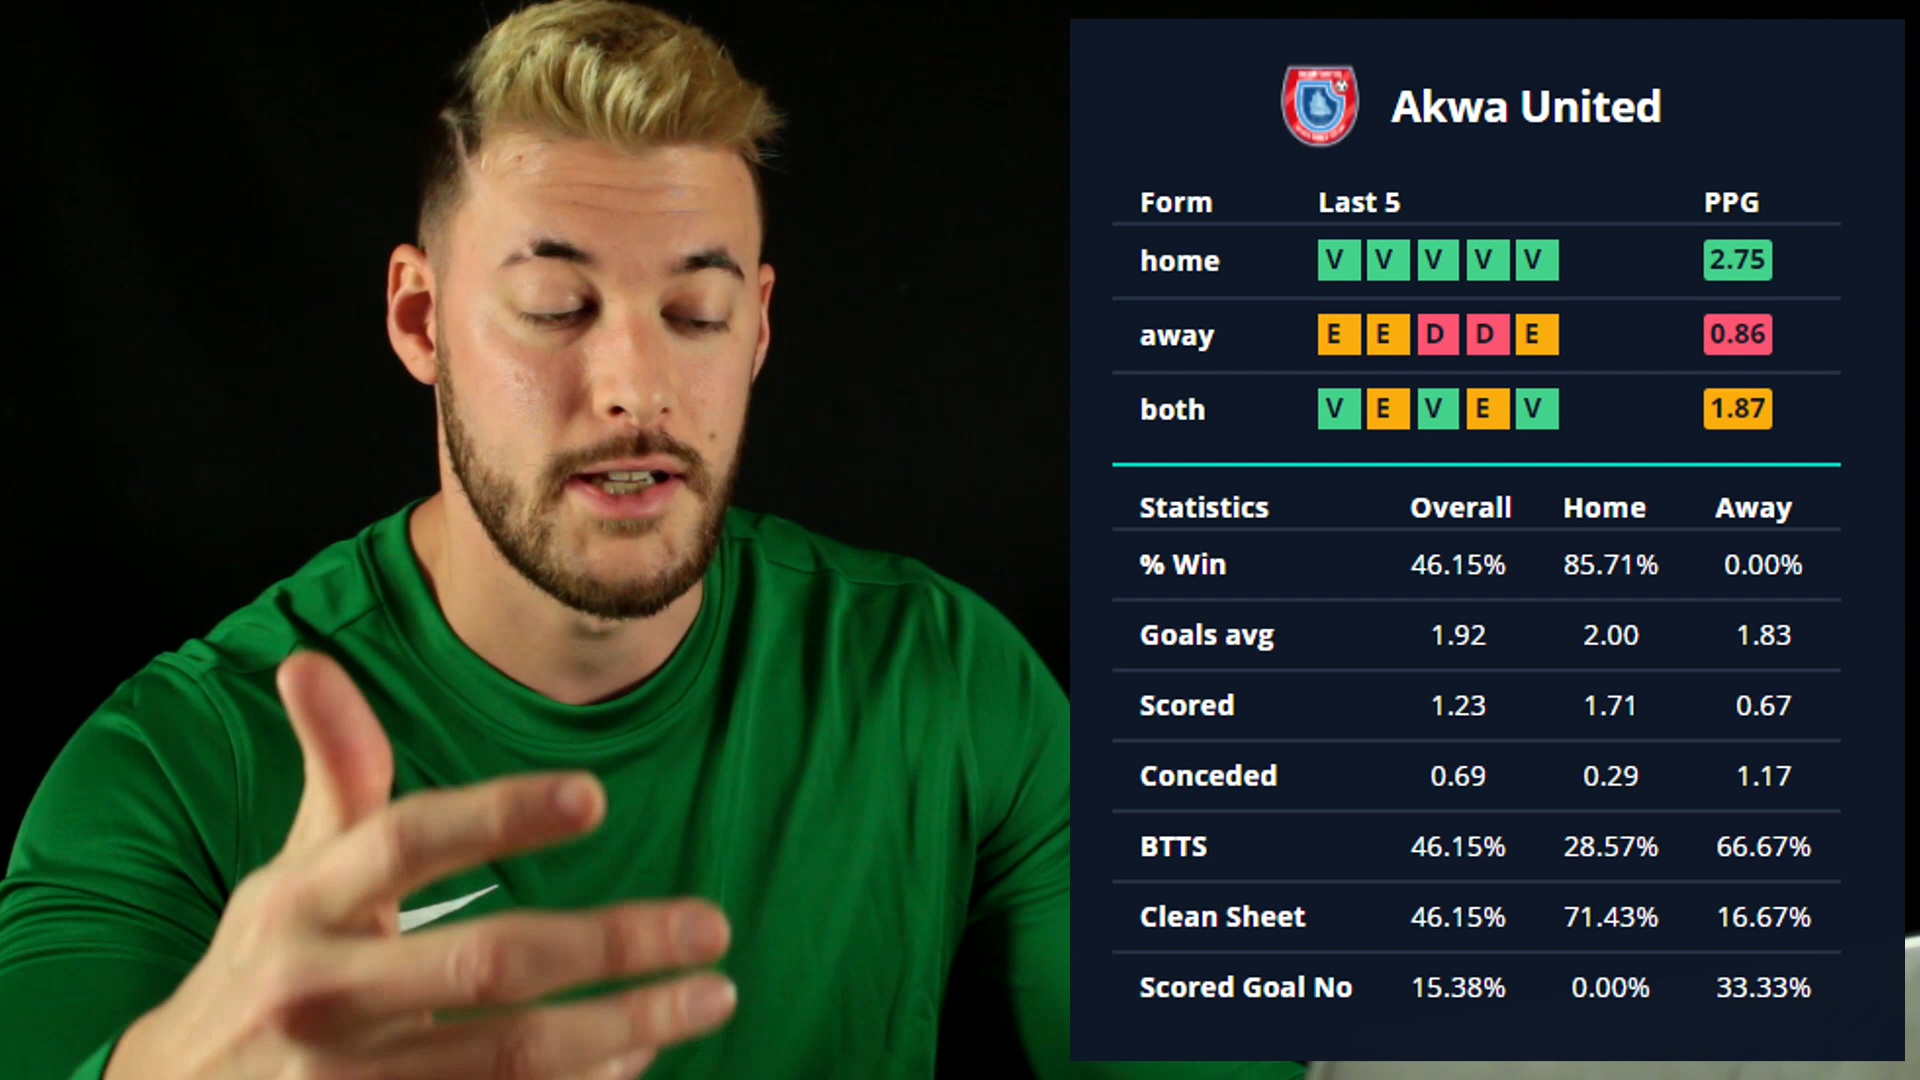 Akwa United
Form Last 5 PPG
home V V V V V 2.75
away E E D D E 0.86
both V E V E V 1.87
Statistics Overall Home Away
% Win 46.15% 85.71% 0.00%
Goals avg 1.92 2.00 1.83
Scored 1.23 1.71 0.67
Conceded 0.69 0.29 1.17
BTTS 46.15% 28.57% 66.67%
Clean Sheet 46.15% 71.43% 16.67%
Scored Goal No 15.38% 0.00% 33.33%